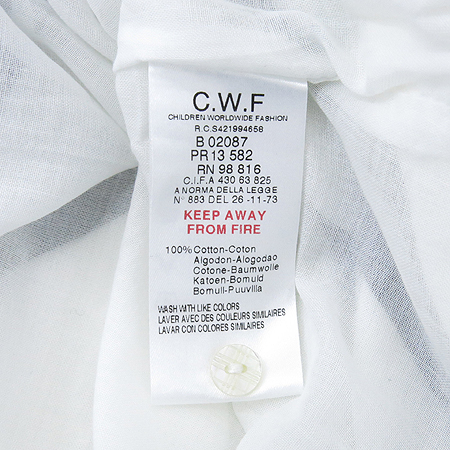 C.W.F
CHILDREN WORLDWIDE FASHION
R.C.S421994658
B 02087
PR 13 582
RN 98 816
C.I.F.A 430 63 825
A NORMA DELLA LEGGE
N° 883 DEL 26 -11-73
KEEP AWAY
FROM FIRE
100% Cotton-Coton
Algodon-Alogodao
Cotone-Baumwolle
Katoen-Bomuld
Bomull-Puuvilla
WASH WITH LIKE COLORS
LAVER AVEC DES COULEURS SIMILAIRES
LAVAR CON COLORES SIMILARES